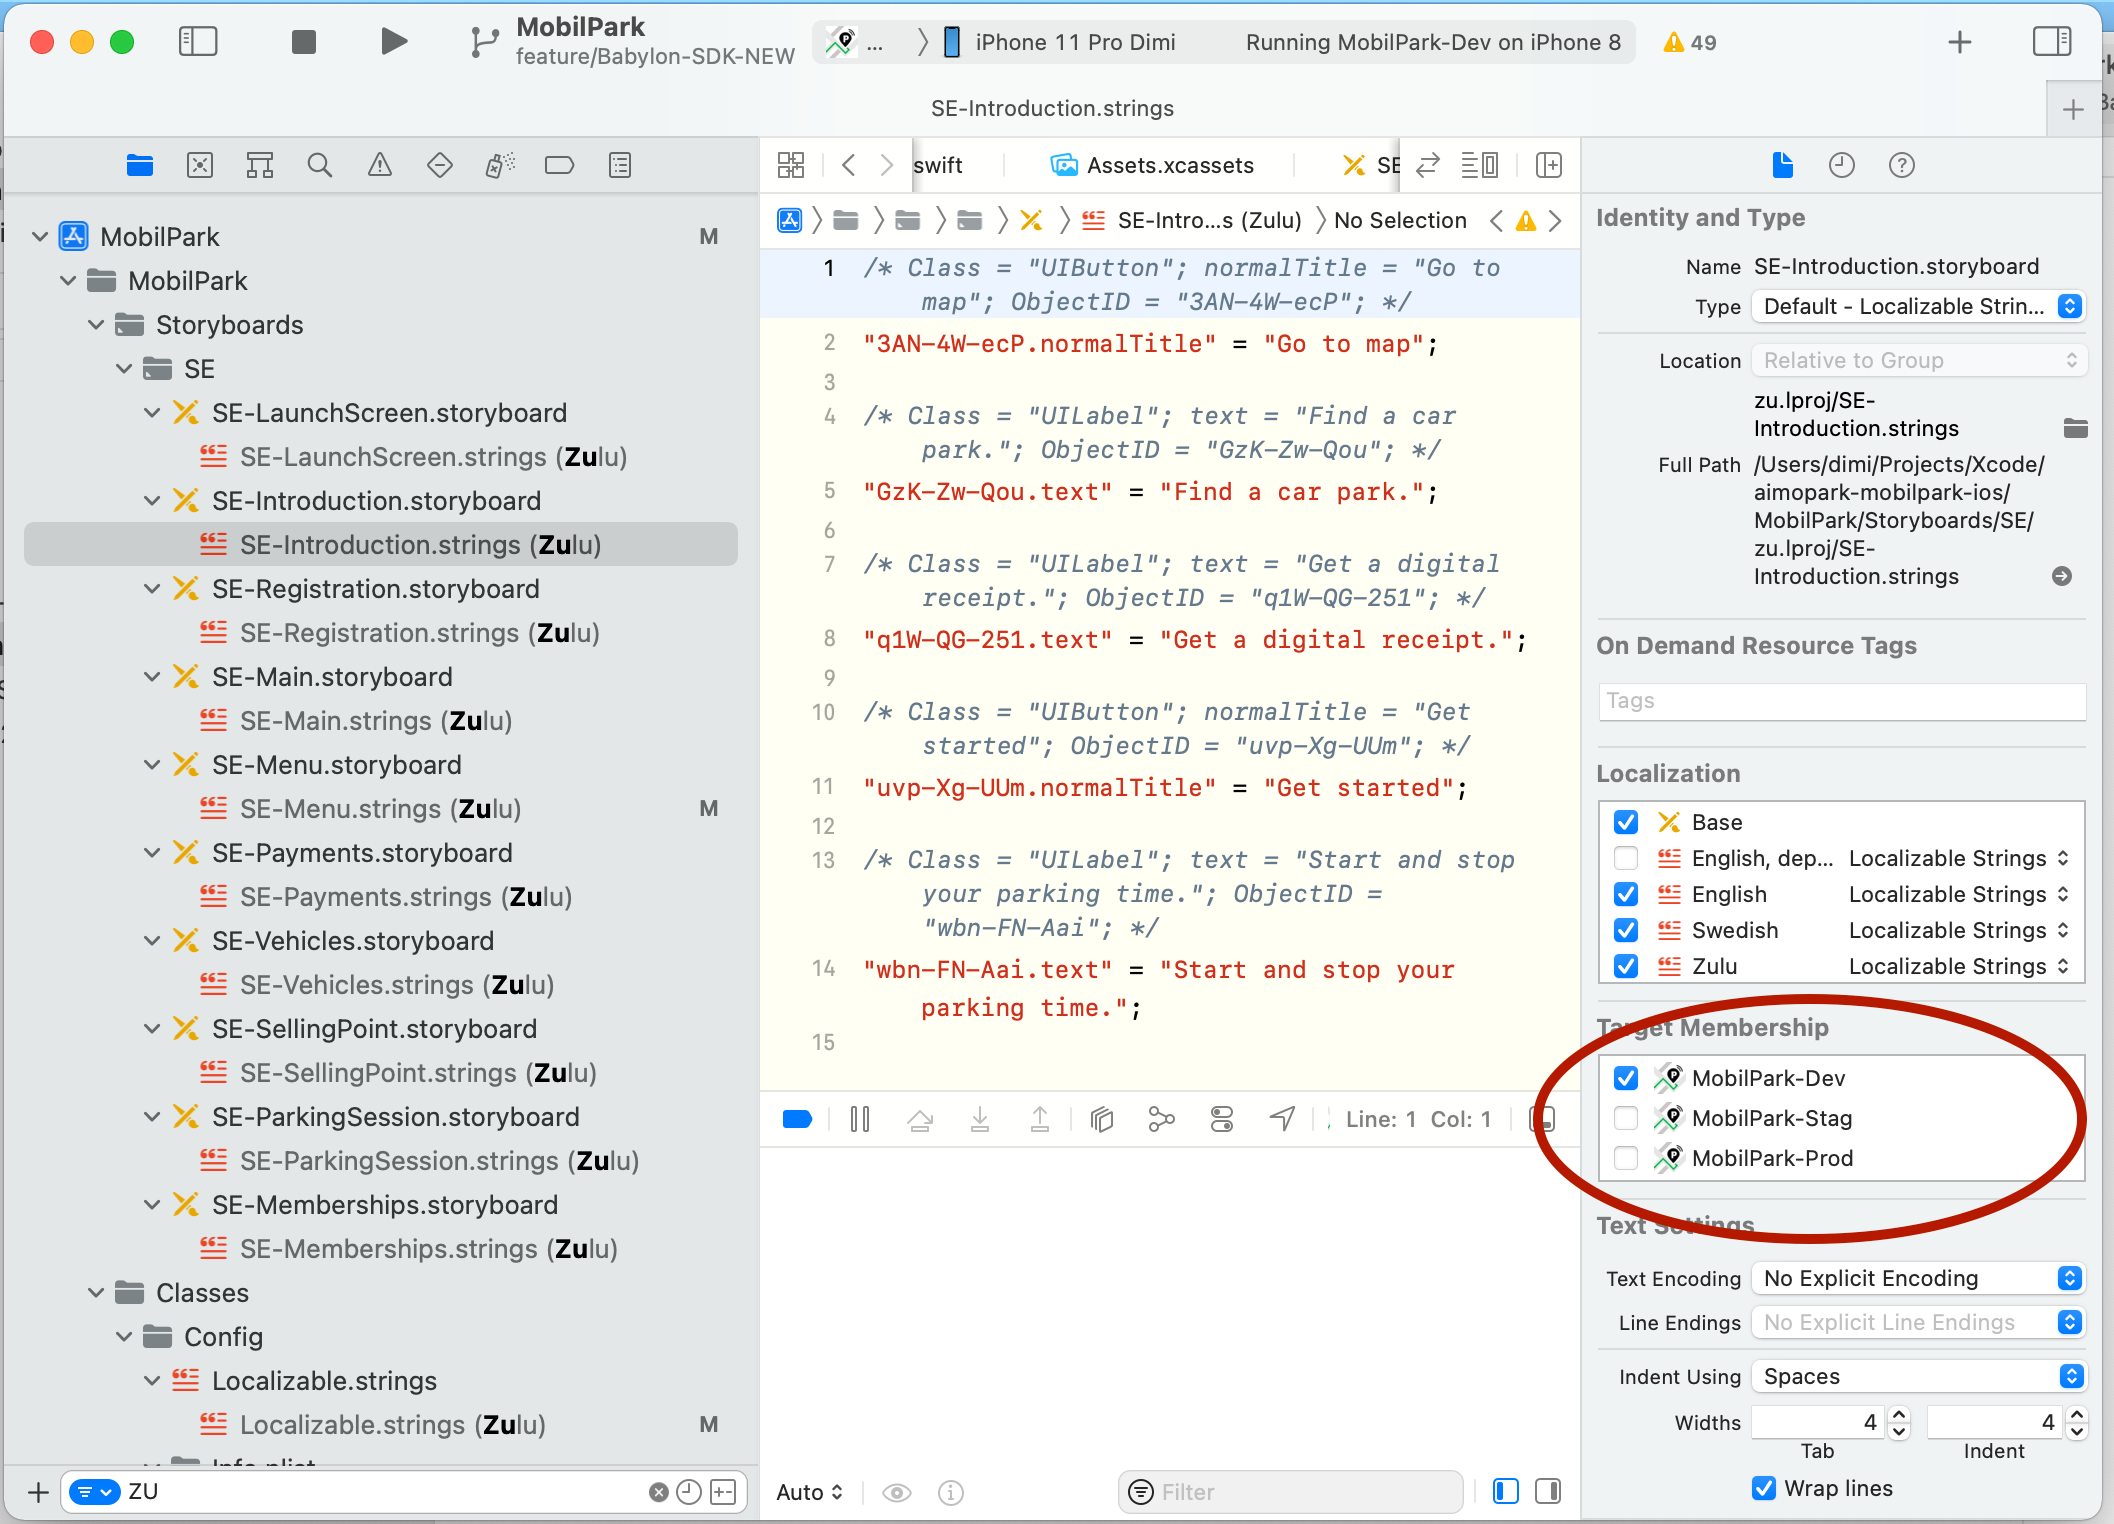 MobilPark
feature/Babylon-SDK-NEW
...
iPhone 11 Pro Dimi
Running MobilPark-Dev on iPhone 8
49
SE-Introduction.strings
MobilPark M
MobilPark
Storyboards
SE
SE-LaunchScreen.storyboard
SE-LaunchScreen.strings (Zulu)
SE-Introduction.storyboard
SE-Introduction.strings (Zulu)
SE-Registration.storyboard
SE-Registration.strings (Zulu)
SE-Main.storyboard
SE-Main.strings (Zulu)
SE-Menu.storyboard
SE-Menu.strings (Zulu) M
SE-Payments.storyboard
SE-Payments.strings (Zulu)
SE-Vehicles.storyboard
SE-Vehicles.strings (Zulu)
SE-SellingPoint.storyboard
SE-SellingPoint.strings (Zulu)
SE-ParkingSession.storyboard
SE-ParkingSession.strings (Zulu)
SE-Memberships.storyboard
SE-Memberships.strings (Zulu)
Classes
Config
Localizable.strings
Localizable.strings (Zulu) M
ZU
swift
Assets.xcassets
SE
SE-Intro...s (Zulu)
No Selection
1 /* Class = "UIButton"; normalTitle = "Go to
map"; ObjectID = "3AN-4W-ecP"; */
2 "3AN-4W-ecP.normalTitle" = "Go to map";
3
4 /* Class = "UILabel"; text = "Find a car
park."; ObjectID = "GzK-Zw-Qou"; */
5 "GzK-Zw-Qou.text" = "Find a car park.";
6
7 /* Class = "UILabel"; text = "Get a digital
receipt."; ObjectID = "q1W-QG-251"; */
8 "q1W-QG-251.text" = "Get a digital receipt.";
9
10 /* Class = "UIButton"; normalTitle = "Get
started"; ObjectID = "uvp-Xg-UUm"; */
11 "uvp-Xg-UUm.normalTitle" = "Get started";
12
13 /* Class = "UILabel"; text = "Start and stop
your parking time."; ObjectID =
"wbn-FN-Aai"; */
14 "wbn-FN-Aai.text" = "Start and stop your
parking time.";
15
Line: 1 Col: 1
Auto
Filter
Identity and Type
Name SE-Introduction.storyboard
Type Default - Localizable Strin...
Location Relative to Group
zu.lproj/SE-
Introduction.strings
Full Path /Users/dimi/Projects/Xcode/
aimopark-mobilpark-ios/
MobilPark/Storyboards/SE/
zu.lproj/SE-
Introduction.strings
On Demand Resource Tags
Tags
Localization
Base
English, dep... Localizable Strings
English Localizable Strings
Swedish Localizable Strings
Zulu Localizable Strings
Target Membership
MobilPark-Dev
MobilPark-Stag
MobilPark-Prod
Text Settings
Text Encoding No Explicit Encoding
Line Endings No Explicit Line Endings
Indent Using Spaces
Widths 4 4
Tab Indent
Wrap lines